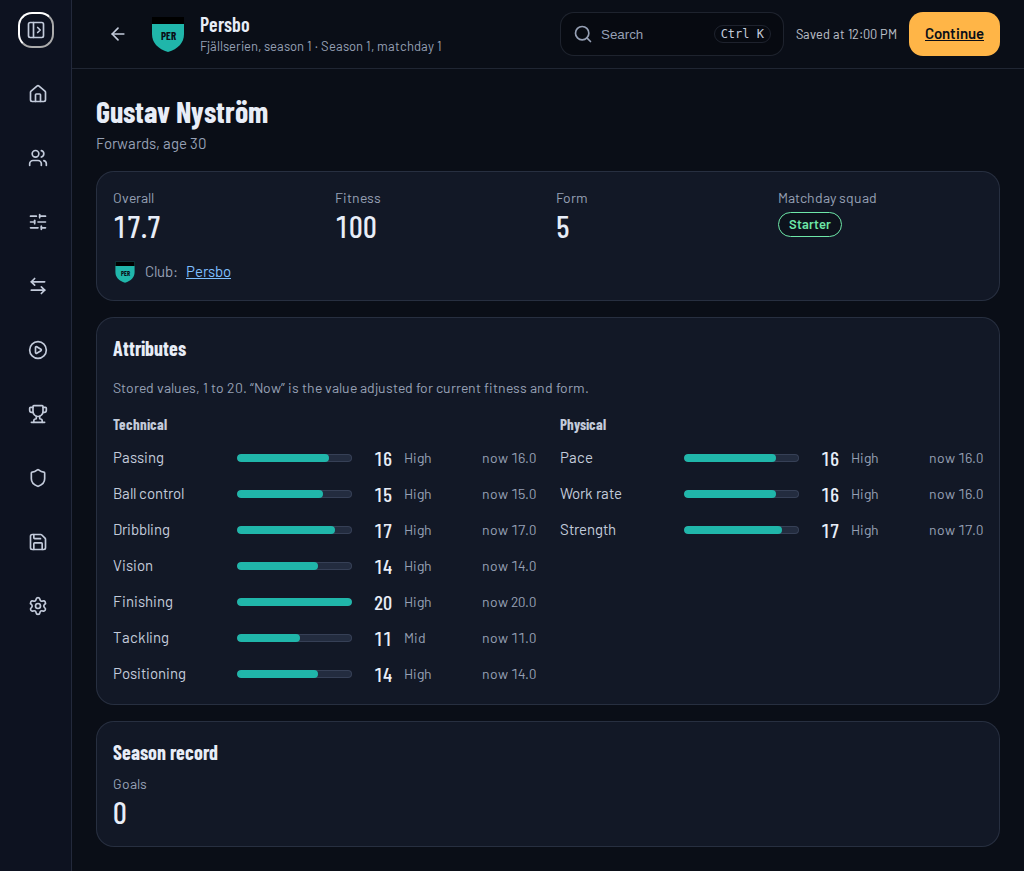 PER
Persbo
Fjällserien, season 1 · Season 1, matchday 1
Search
Ctrl K
Saved at 12:00 PM
Continue
Gustav Nyström
Forwards, age 30
Overall
17.7
Fitness
100
Form
5
Matchday squad
Starter
PER
Club: Persbo
Attributes
Stored values, 1 to 20. “Now” is the value adjusted for current fitness and form.
Technical
Passing 16 High now 16.0
Ball control 15 High now 15.0
Dribbling 17 High now 17.0
Vision 14 High now 14.0
Finishing 20 High now 20.0
Tackling 11 Mid now 11.0
Positioning 14 High now 14.0
Physical
Pace 16 High now 16.0
Work rate 16 High now 16.0
Strength 17 High now 17.0
Season record
Goals
0